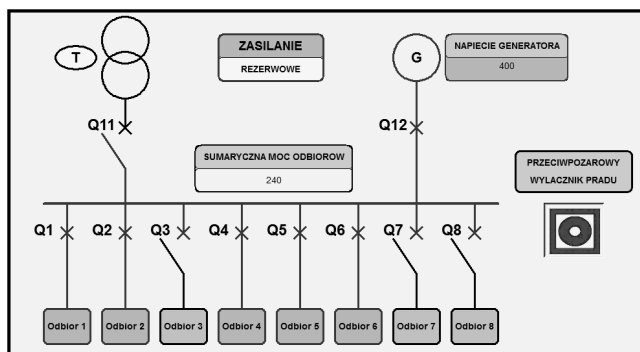 T
ZASILANIE
REZERWOWE
G
NAPIECIE GENERATORA
400
Q11
Q12
SUMARYCZNA MOC ODBIOROW
240
PRZECIWPOZAROWY
WYLACZNIK PRADU
Q1 Q2 Q3 Q4 Q5 Q6 Q7 Q8
Odbior 1 Odbior 2 Odbior 3 Odbior 4 Odbior 5 Odbior 6 Odbior 7 Odbior 8